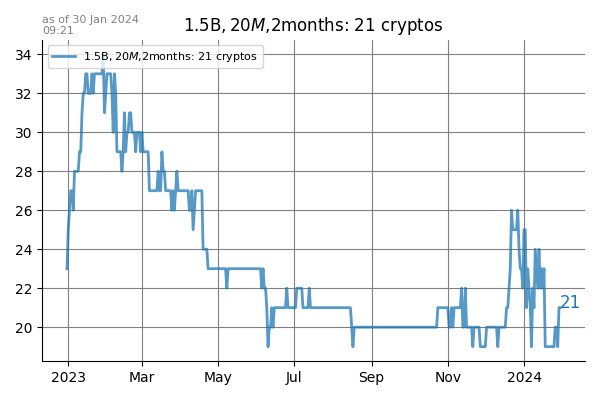 as of 30 Jan 2024
09:21
1.5B, 20M,2months: 21 cryptos
1.5B, 20M,2months: 21 cryptos
34
32
30
28
26
24
22
20
21
2023
Mar
May
Jul
Sep
Nov
2024